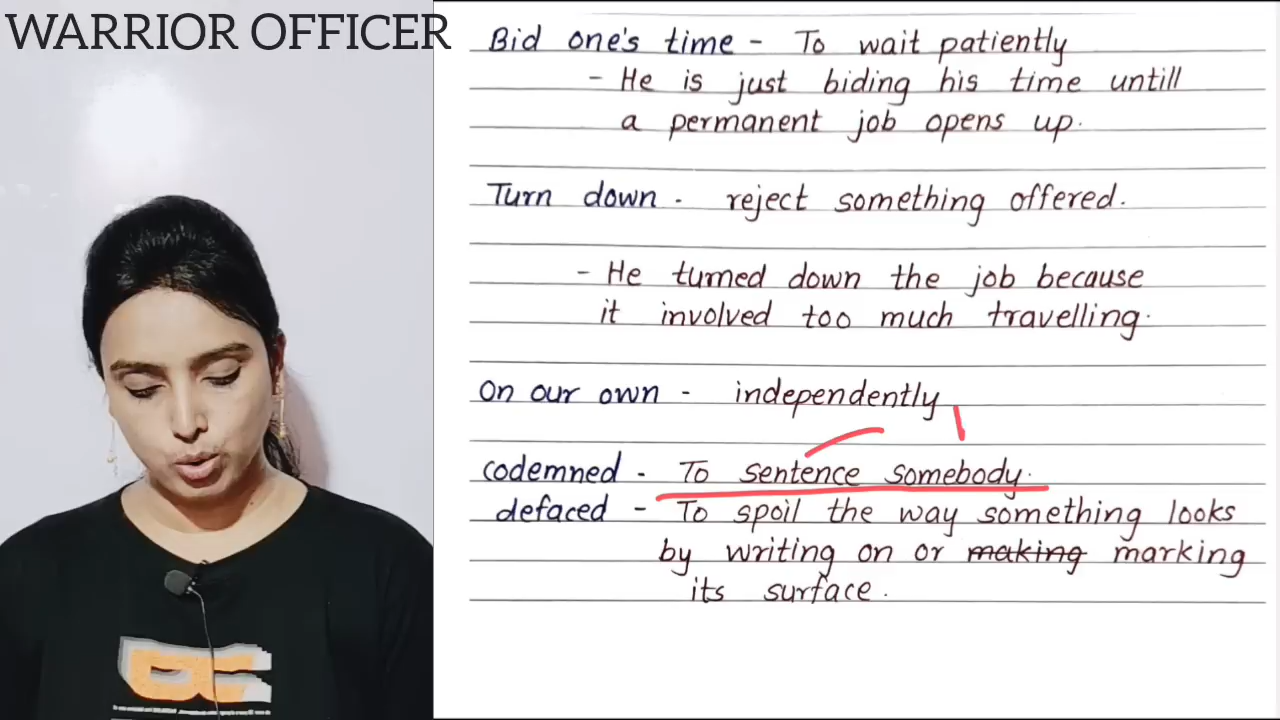 WARRIOR OFFICER
Bid one's time - To wait patiently
- He is just biding his time untill
a permanent job opens up.
Turn down - reject something offered.
- He turned down the job because
it involved too much travelling.
On our own - independently
codemned - To sentence somebody.
defaced - To spoil the way something looks
by writing on or making marking
its surface.